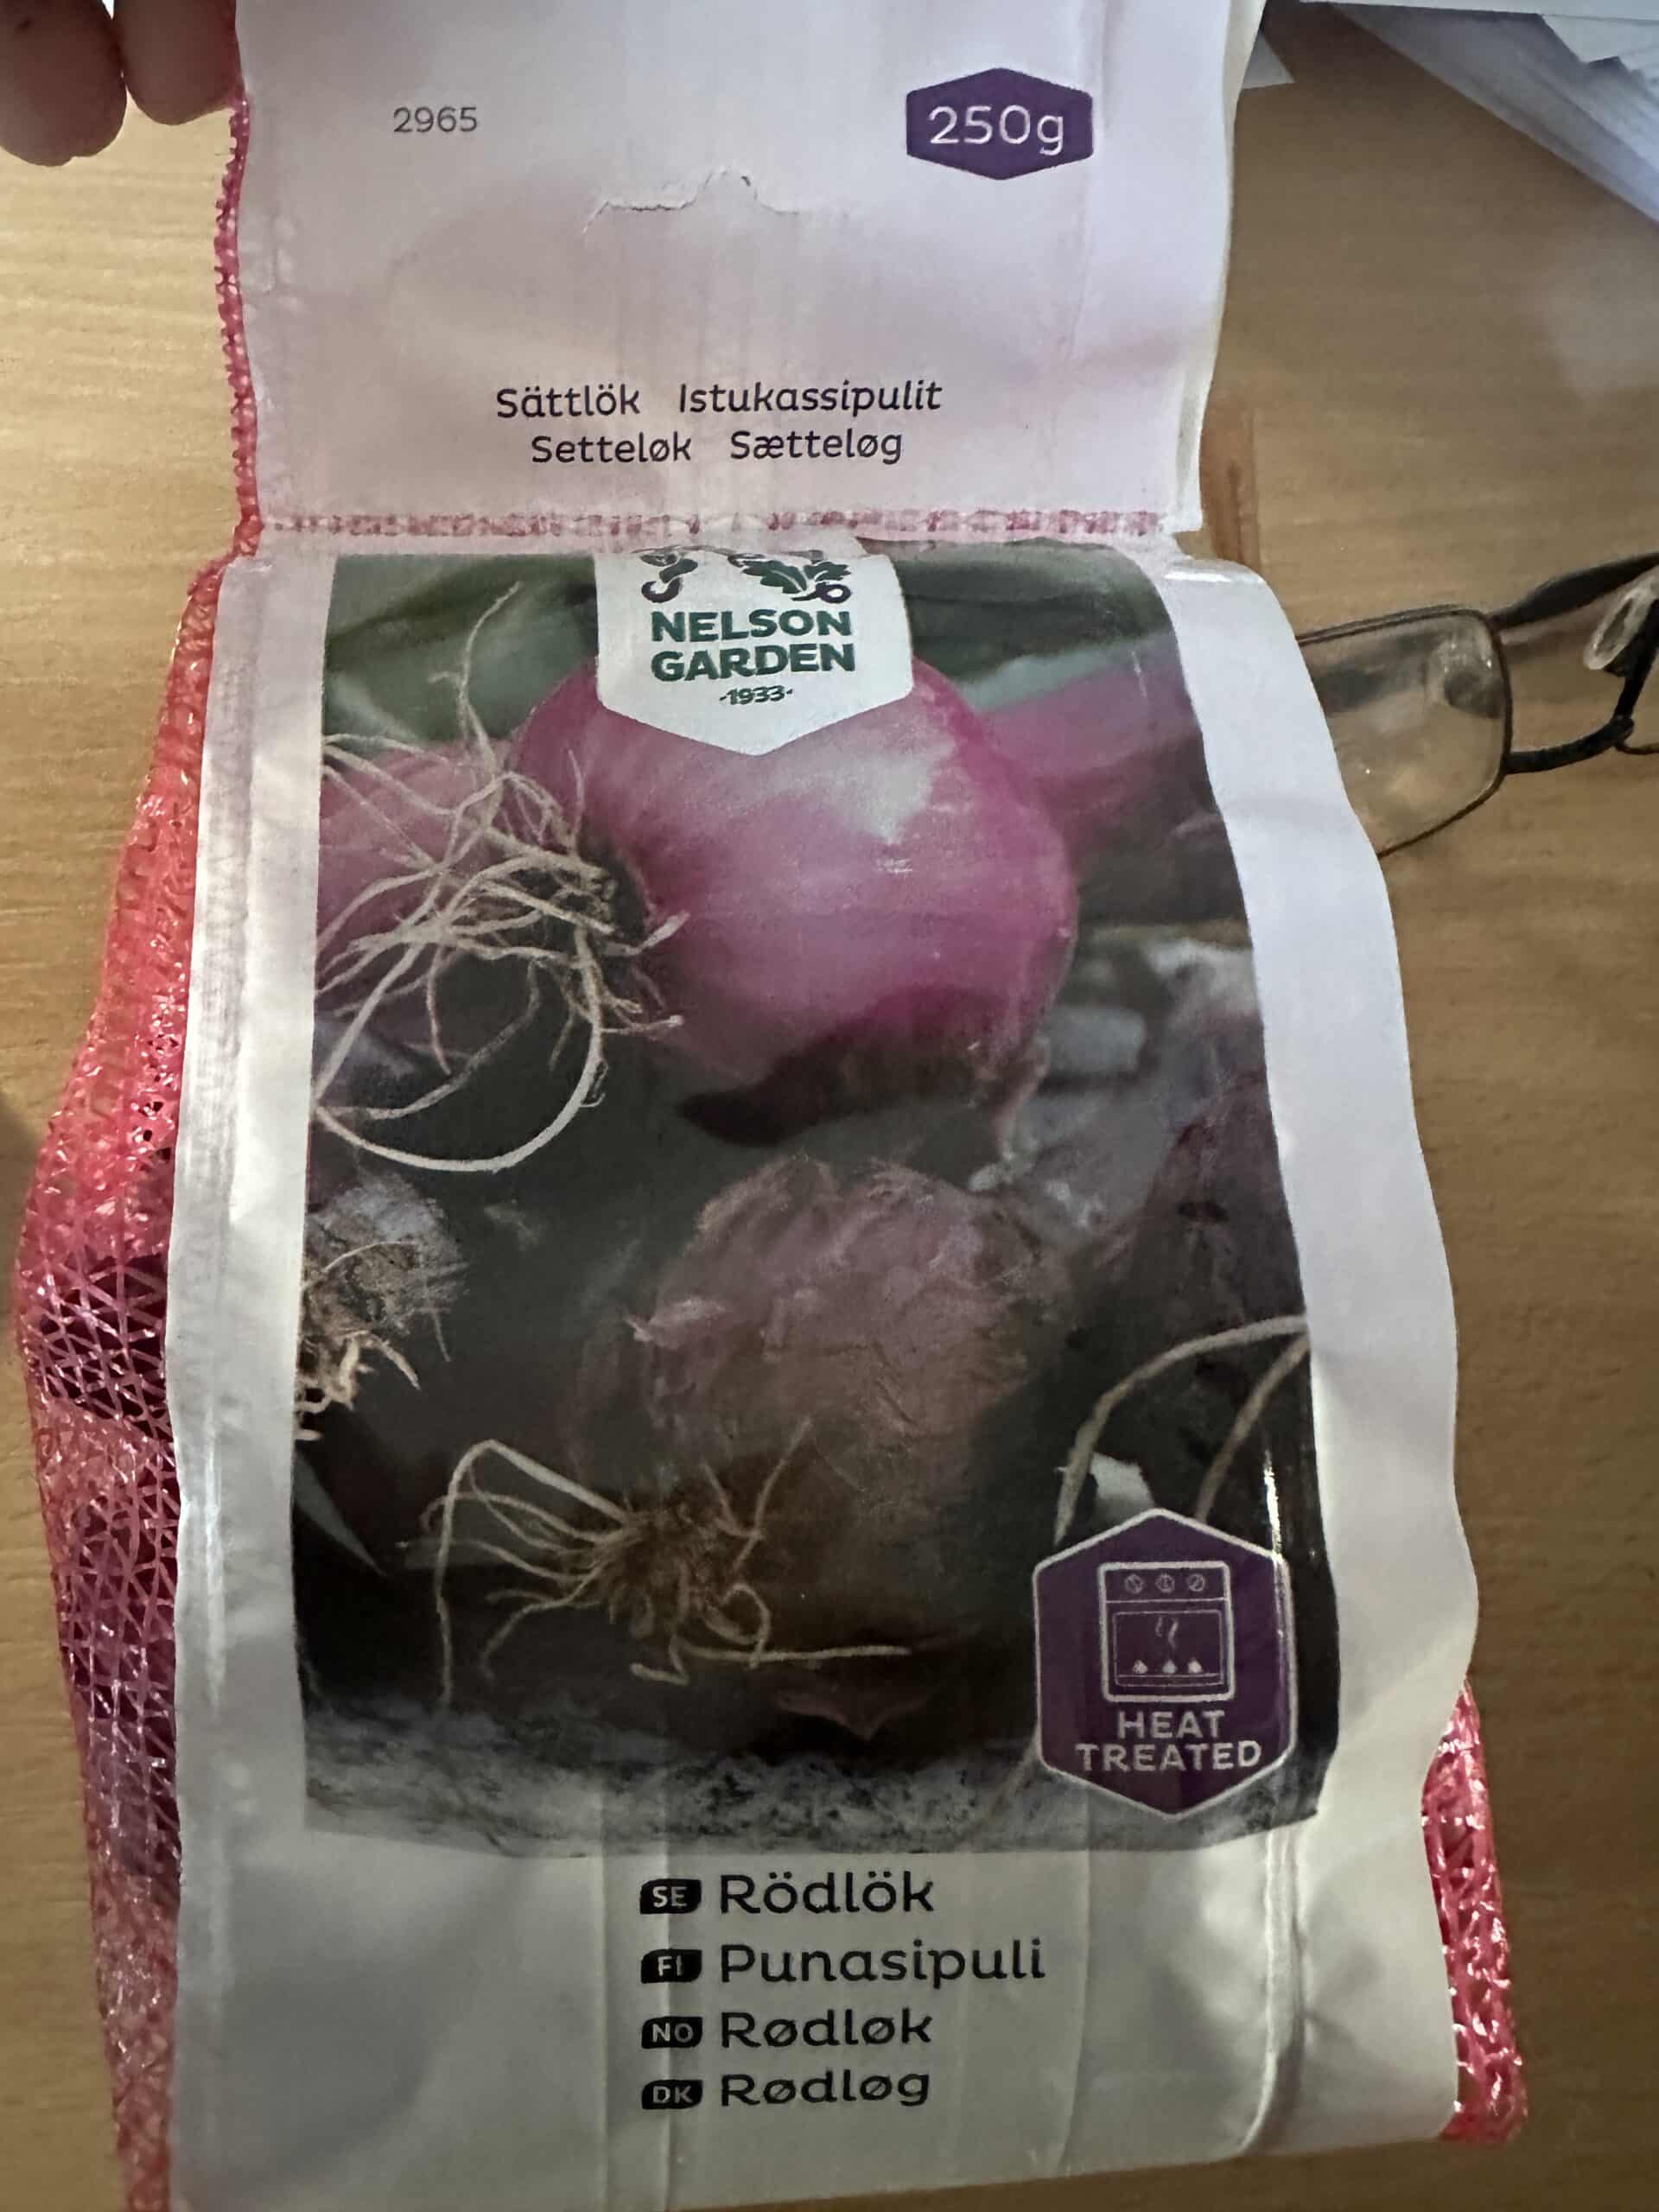 2965
250g
Sättlök Istukassipulit
Setteløk Sætteløg
NELSON
GARDEN
-1933-
HEAT
TREATED
SE Rödlök
FI Punasipuli
NO Rødløk
DK Rødløg